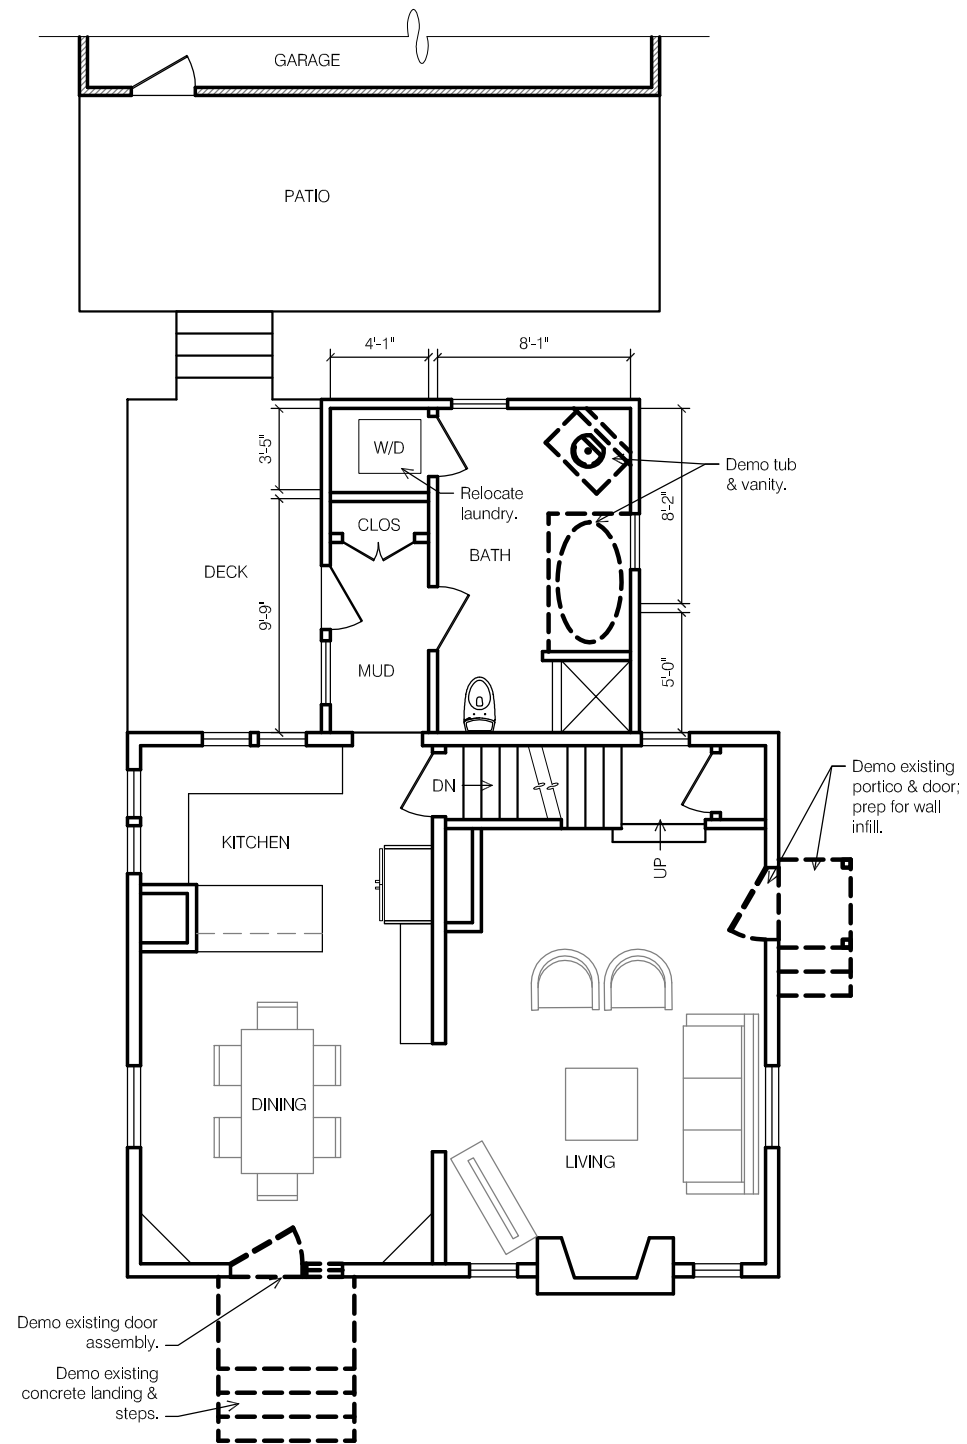 GARAGE
PATIO
4'-1"
8'-1"
3'-5"
W/D
Demo tub
& vanity.
Relocate
laundry.
8'-2"
CLOS
BATH
DECK
9'-9'
MUD
5'-0"
DN
Demo existing
portico & door;
prep for wall
infill.
KITCHEN
UP
DINING
LIVING
Demo existing door
assembly.
Demo existing
concrete landing &
steps.